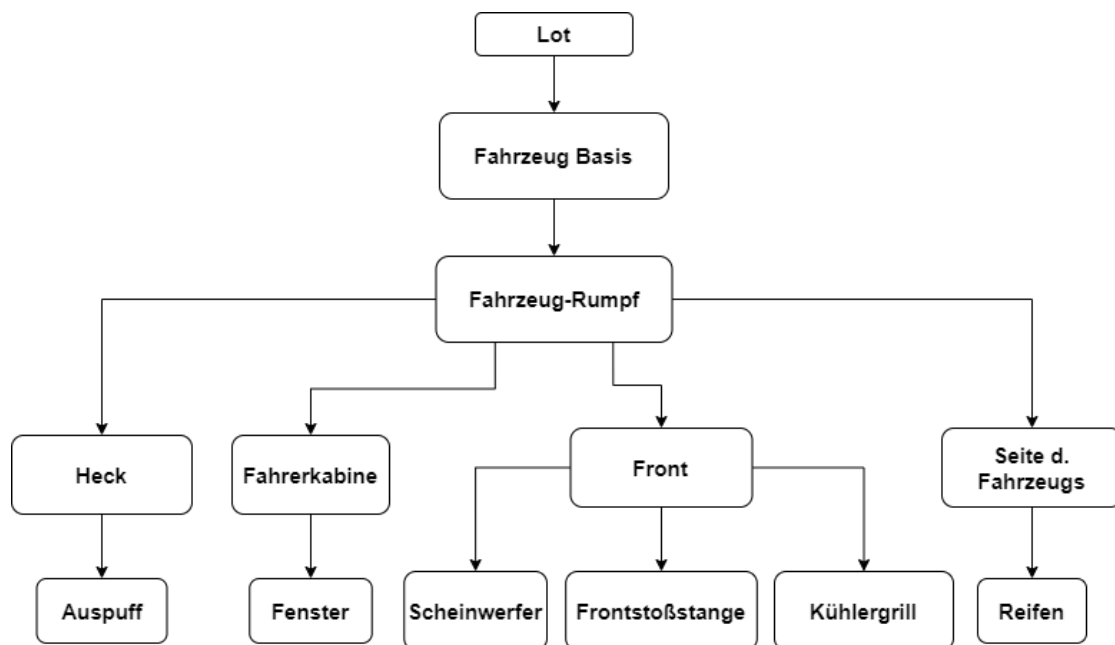 Lot
Fahrzeug Basis
Fahrzeug-Rumpf
Heck
Fahrerkabine
Front
Seite d.
Fahrzeugs
Auspuff
Fenster
Scheinwerfer
Frontstoßstange
Kühlergrill
Reifen